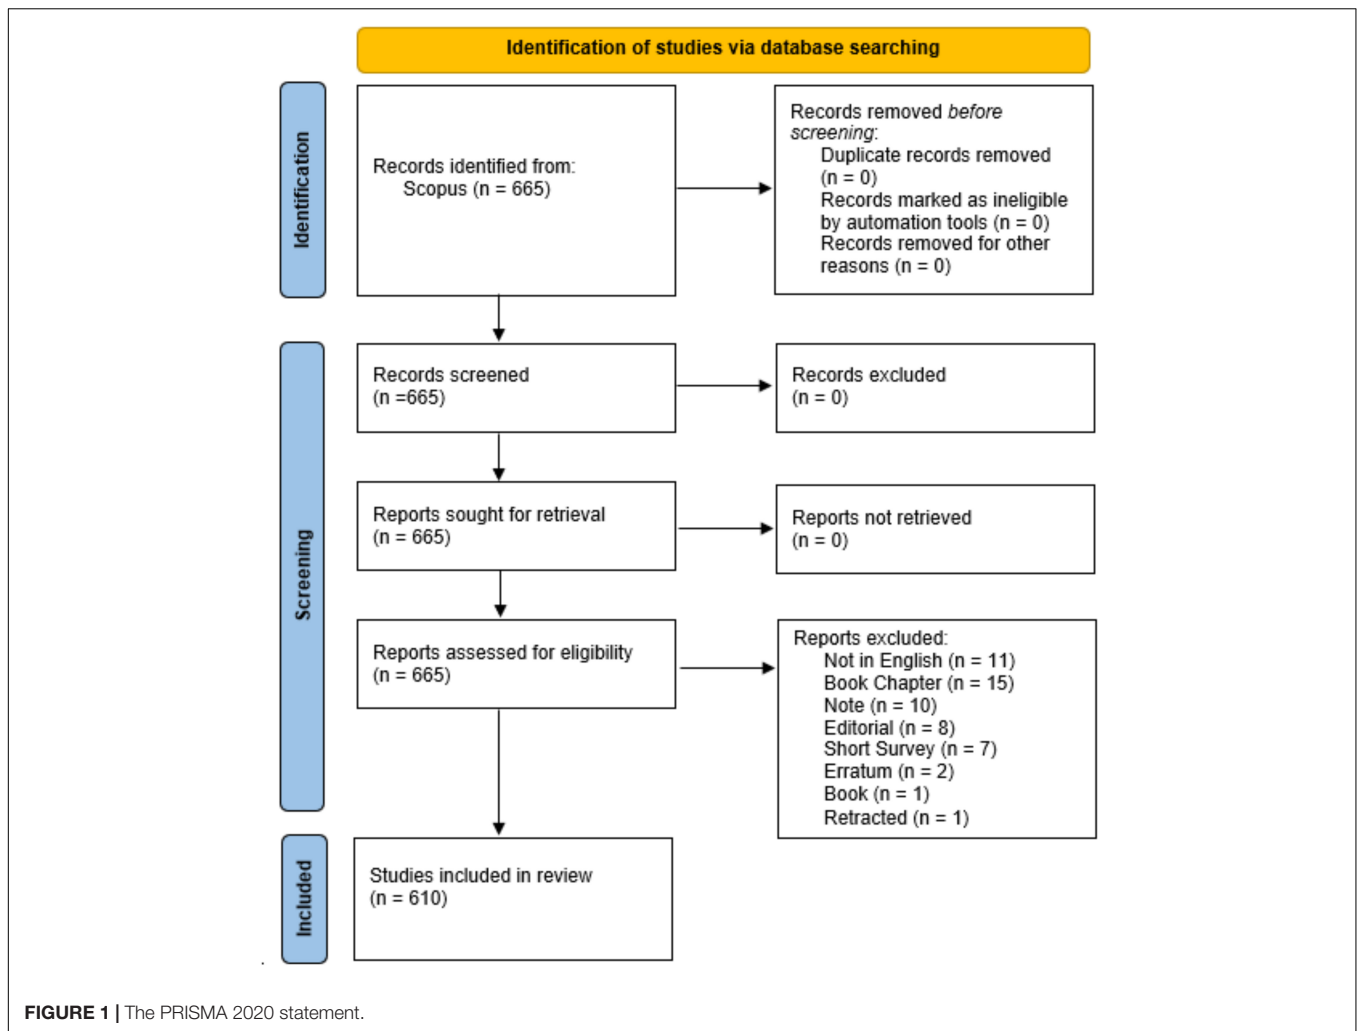 Identification of studies via database searching
Identification
Records identified from:
Scopus (n = 665)
Records removed before
screening:
Duplicate records removed
(n = 0)
Records marked as ineligible
by automation tools (n = 0)
Records removed for other
reasons (n = 0)
Screening
Records screened
(n =665)
Records excluded
(n = 0)
Reports sought for retrieval
(n = 665)
Reports not retrieved
(n = 0)
Reports assessed for eligibility
(n = 665)
Reports excluded:
Not in English (n = 11)
Book Chapter (n = 15)
Note (n = 10)
Editorial (n = 8)
Short Survey (n = 7)
Erratum (n = 2)
Book (n = 1)
Retracted (n = 1)
Included
Studies included in review
(n = 610)
.
FIGURE 1 | The PRISMA 2020 statement.